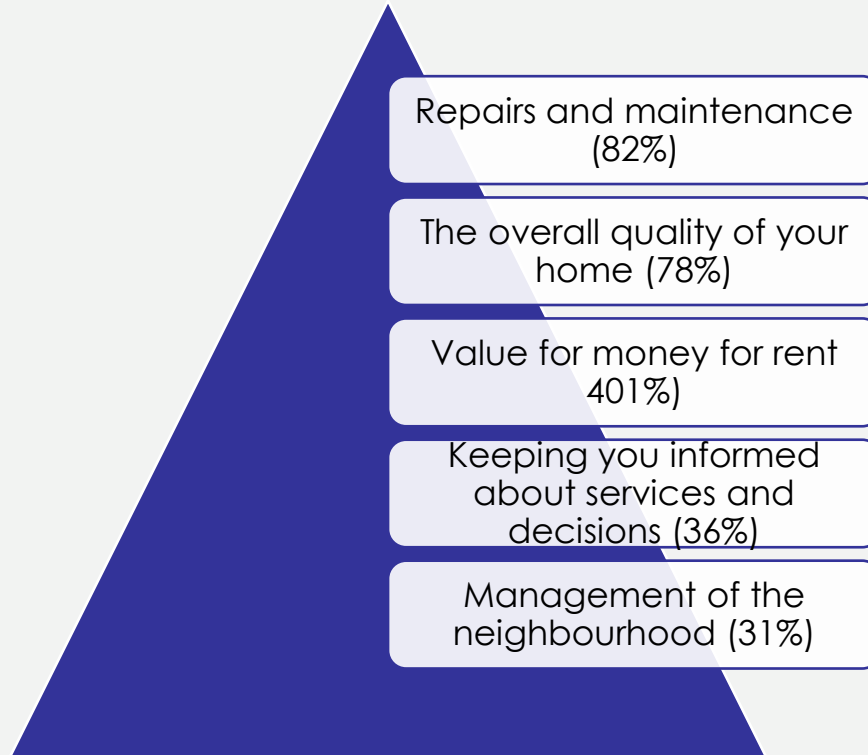 Repairs and maintenance
(82%)
The overall quality of your
home (78%)
Value for money for rent
401%)
Keeping you informed
about services and
decisions (36%)
Management of the
neighbourhood (31%)